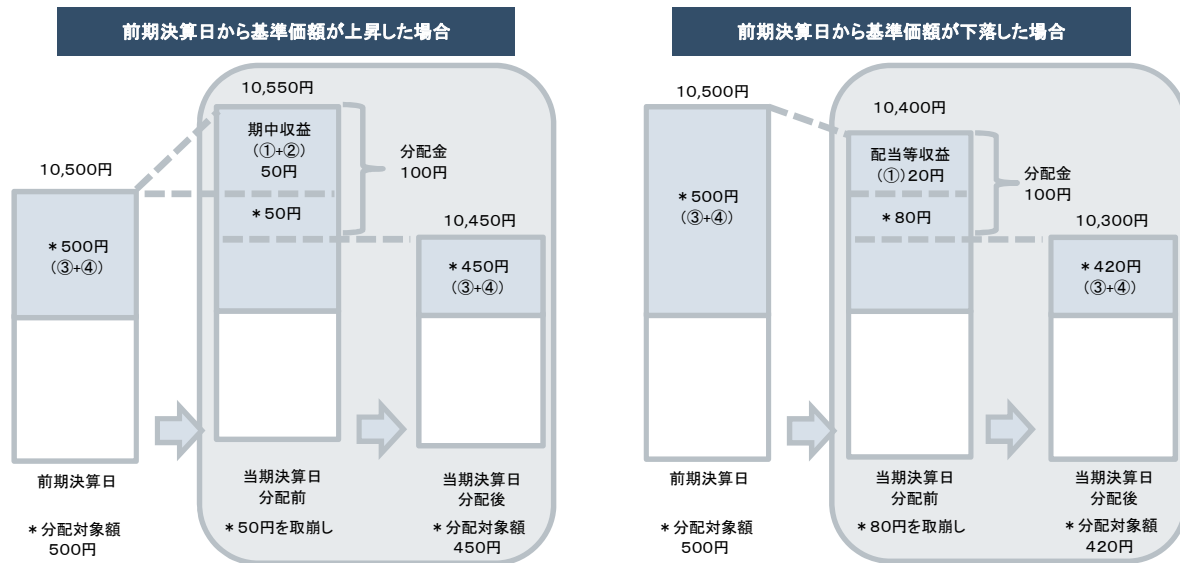 前期決算日から基準価額が上昇した場合
10,550円
10,500円
期中収益
(①+②)
50円
分配金
100円
*50円
10,450円
*500円
(③+④)
*450円
(③+④)
前期決算日
当期決算日
分配前
当期決算日
分配後
*分配対象額
500円
*50円を取崩し
*分配対象額
450円
前期決算日から基準価額が下落した場合
10,500円
10,400円
配当等収益
(①)20円
分配金
100円
*500円
(③+④)
*80円
10,300円
*420円
(③+④)
前期決算日
当期決算日
分配前
当期決算日
分配後
*分配対象額
500円
*80円を取崩し
*分配対象額
420円